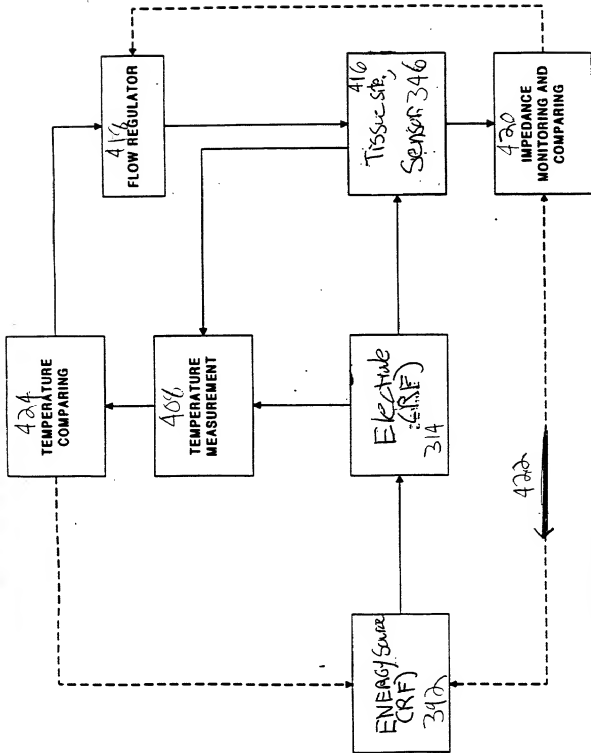 424
TEMPERATURE
COMPARING
418
FLOW REGULATOR
408
TEMPERATURE
MEASUREMENT
416
Tissue site,
Sensor 346
Electrode
(RF)
314
420
IMPEDANCE
MONITORING AND
COMPARING
ENERGY Source
(RF)
392
422